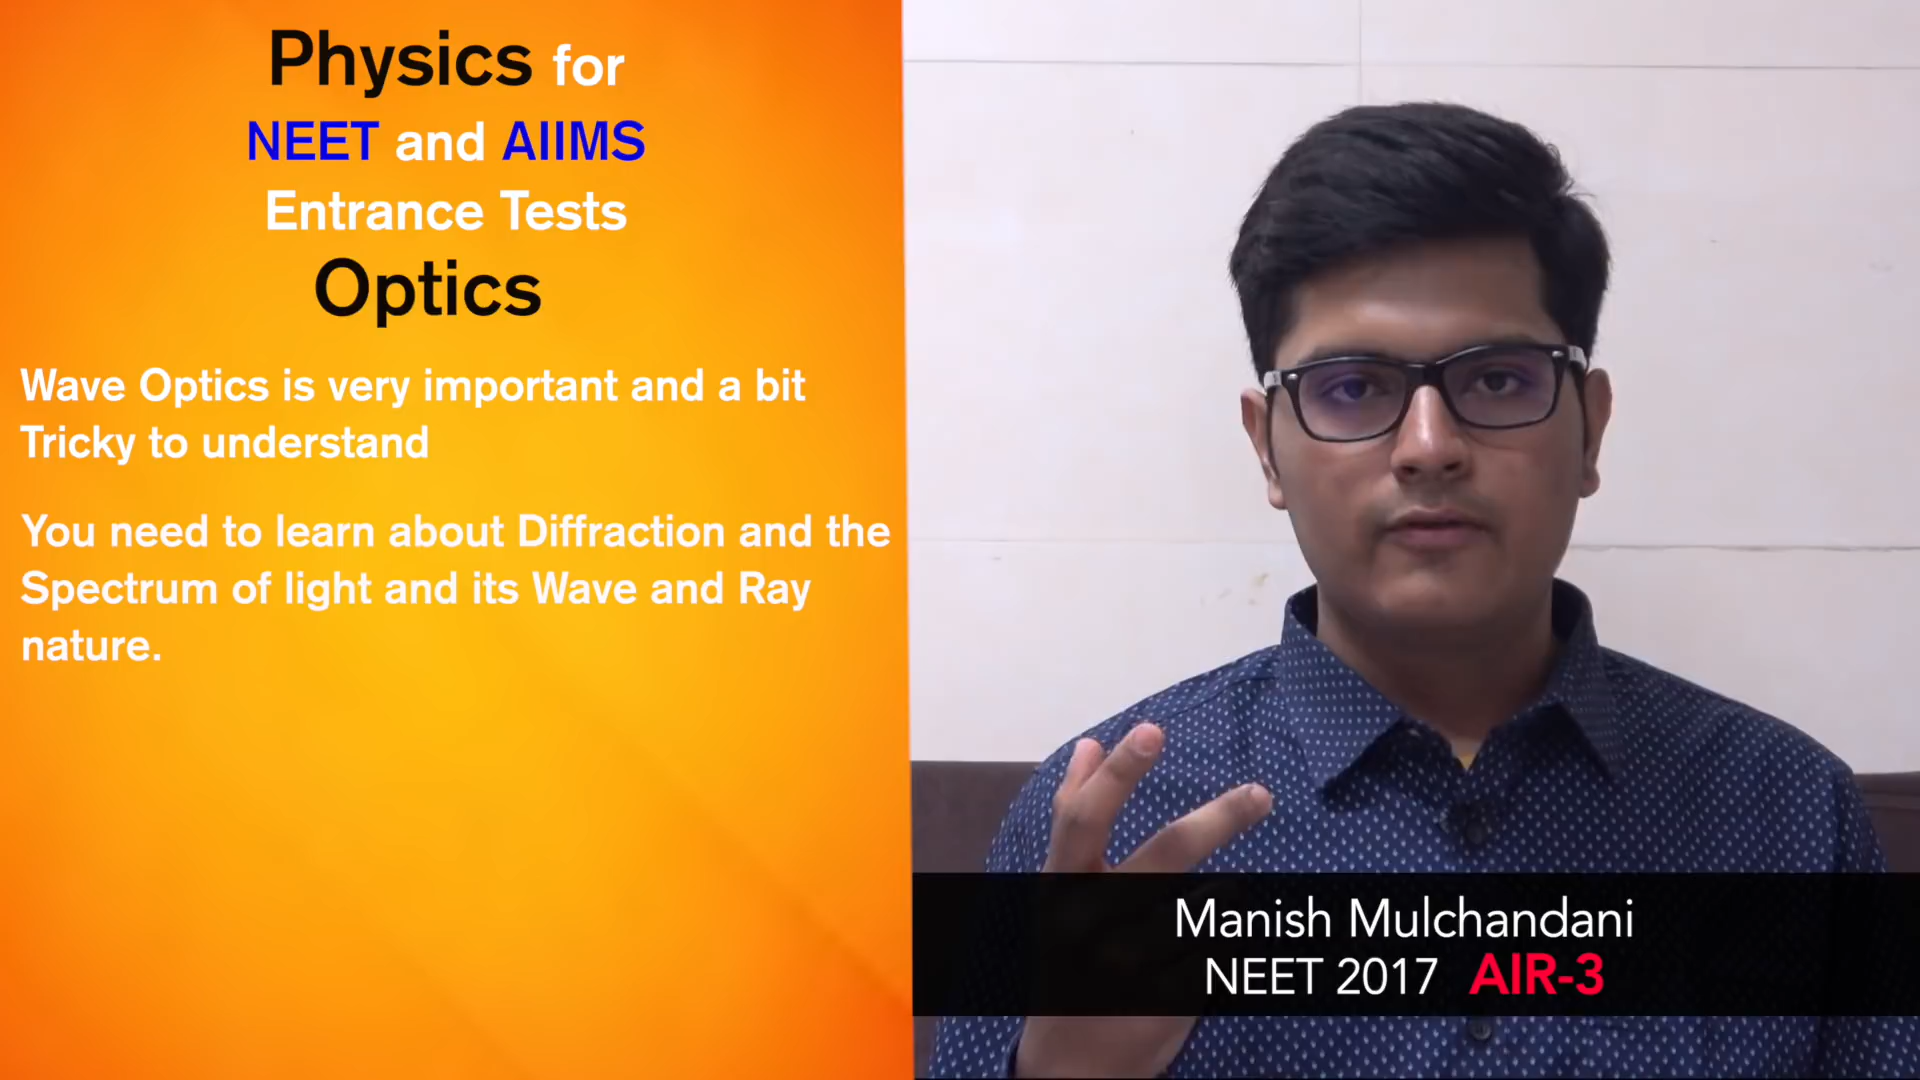 Physics for
NEET and AIIMS
Entrance Tests
Optics
Wave Optics is very important and a bit
Tricky to understand
You need to learn about Diffraction and the
Spectrum of light and its Wave and Ray
nature.
Manish Mulchandani
NEET 2017 AIR-3